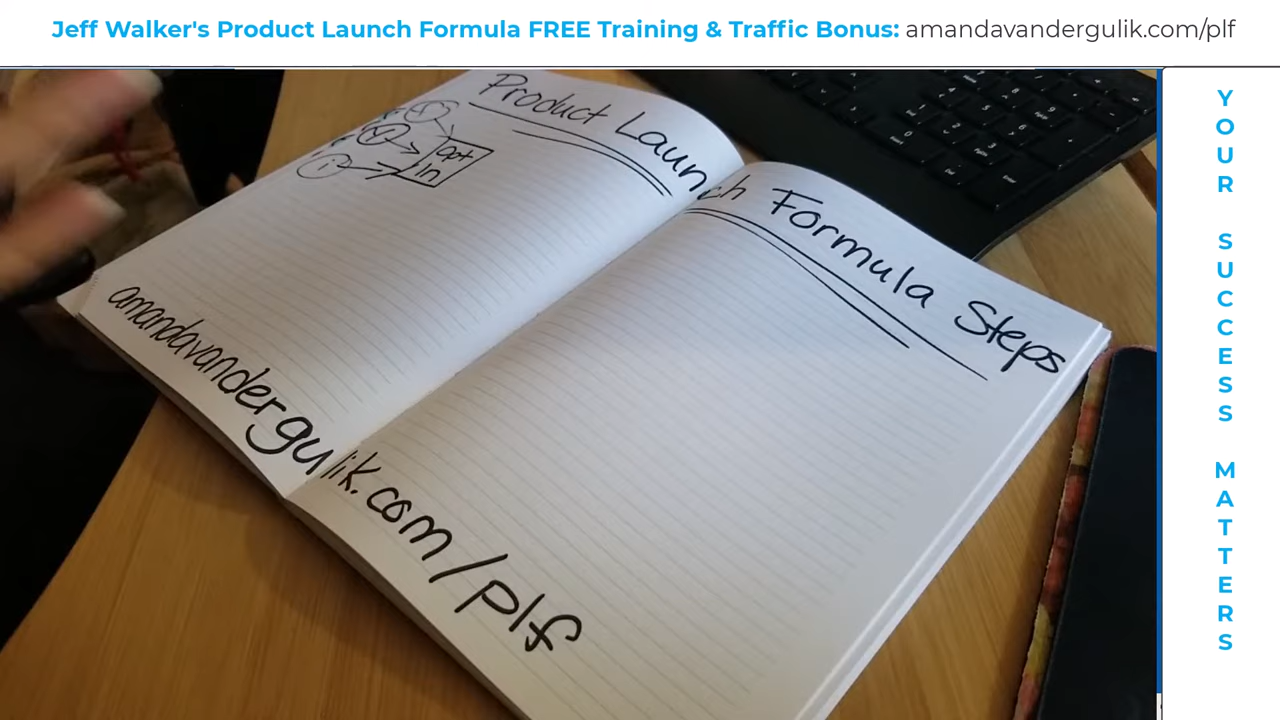 Jeff Walker's Product Launch Formula FREE Training & Traffic Bonus: amandavandergulik.com/plf
Product Launch Formula Steps
Opt
in
amandavandergulik.com/plf
YOUR SUCCESS MATTERS